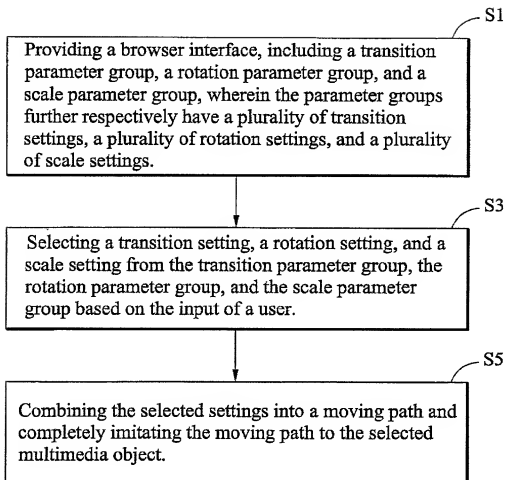 S1
Providing a browser interface, including a transition
parameter group, a rotation parameter group, and a
scale parameter group, wherein the parameter groups
further respectively have a plurality of transition
settings, a plurality of rotation settings, and a plurality
of scale settings.
S3
Selecting a transition setting, a rotation setting, and a
scale setting from the transition parameter group, the
rotation parameter group, and the scale parameter
group based on the input of a user.
S5
Combining the selected settings into a moving path and
completely imitating the moving path to the selected
multimedia object.